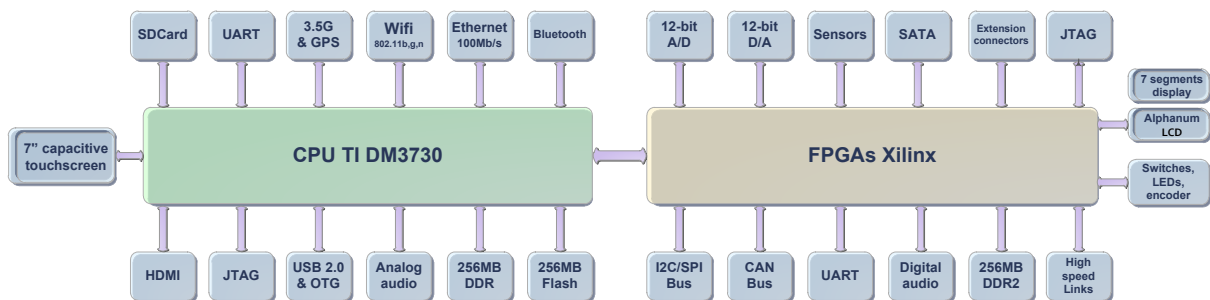 SDCard
UART
3.5G
& GPS
Wifi
802.11b,g,n
Ethernet
100Mb/s
Bluetooth
12-bit
A/D
12-bit
D/A
Sensors
SATA
Extension
connectors
JTAG
7 segments
display
Alphanum
LCD
Switches,
LEDs,
encoder
7” capacitive
touchscreen
CPU TI DM3730
FPGAs Xilinx
HDMI
JTAG
USB 2.0
& OTG
Analog
audio
256MB
DDR
256MB
Flash
I2C/SPI
Bus
CAN
Bus
UART
Digital
audio
256MB
DDR2
High
speed
Links